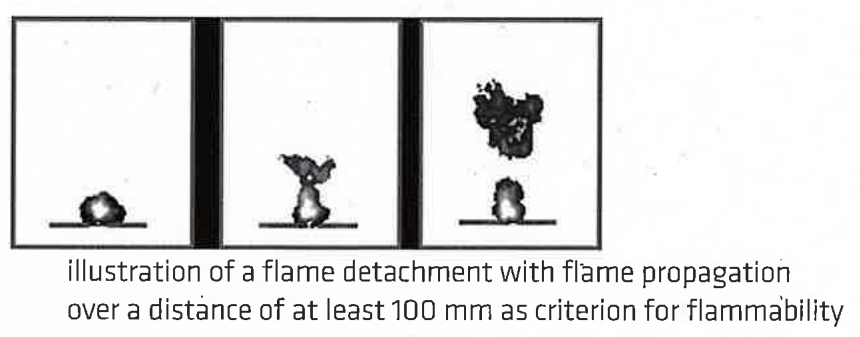 illustration of a flame detachment with flame propagation
over a distance of at least 100 mm as criterion for flammability